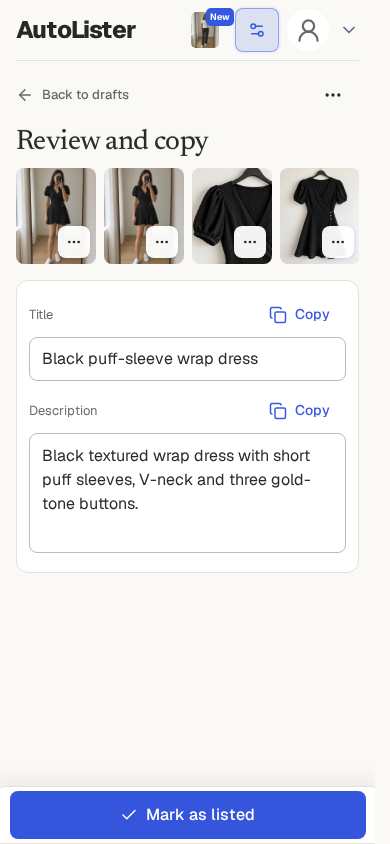 AutoLister
New
Back to drafts
Review and copy
Title
Copy
Black puff-sleeve wrap dress
Description
Copy
Black textured wrap dress with short
puff sleeves, V-neck and three gold-
tone buttons.
Mark as listed